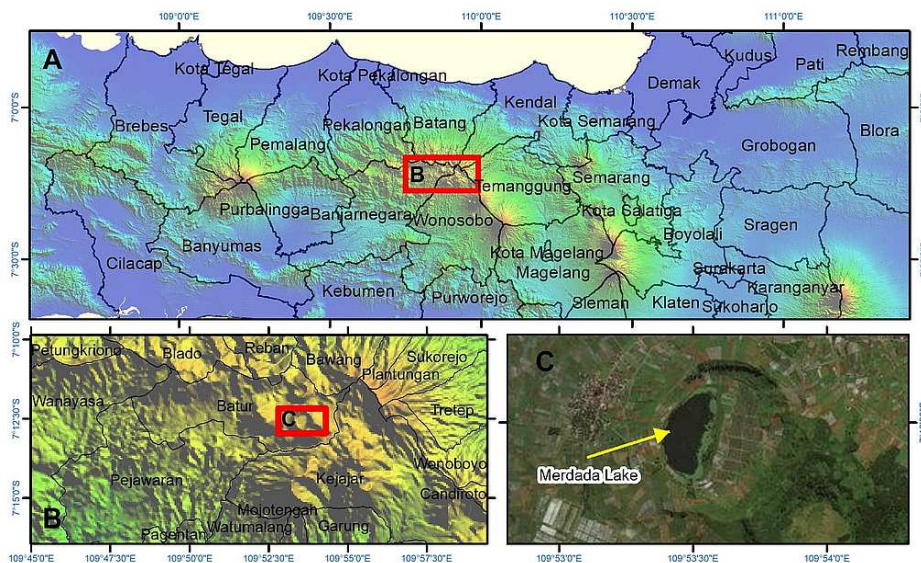 109°0'0"E 109°30'0"E 110°0'0"E 110°30'0"E 111°0'0"E
A
Kota Tegal
Kota Pekalongan
Kudus
Pati
Rembang
Demak
Kendal
7°0'0"S
Brebes
Tegal
Pemalang
Pekalongan
Batang
Kota Semarang
Grobogan
Blora
B
Temanggung
Semarang
Purbalingga
Banjarnegara
Wonosobo
Kota Salatiga
Boyolali
Sragen
Banyumas
7°30'0"S
Cilacap
Kota Magelang
Magelang
Surakarta
Karanganyar
Kebumen
Purworejo
Sleman
Klaten
Sukoharjo
7°10'0"S
Petungkriono
Blado
Reban
Bawang
Sukorejo
Plantungan
Wanayasa
Batur
Tretep
7°12'30"S
C
Wonoboyo
Pejawaran
Kejajar
Candiroto
7°15'0"S
Mojotengah
Pagentan
Watumalang
Garung
B
109°45'0"E 109°47'30"E 109°50'0"E 109°52'30"E 109°55'0"E 109°57'30"E
C
Merdada Lake
109°53'0"E 109°53'30"E 109°54'0"E